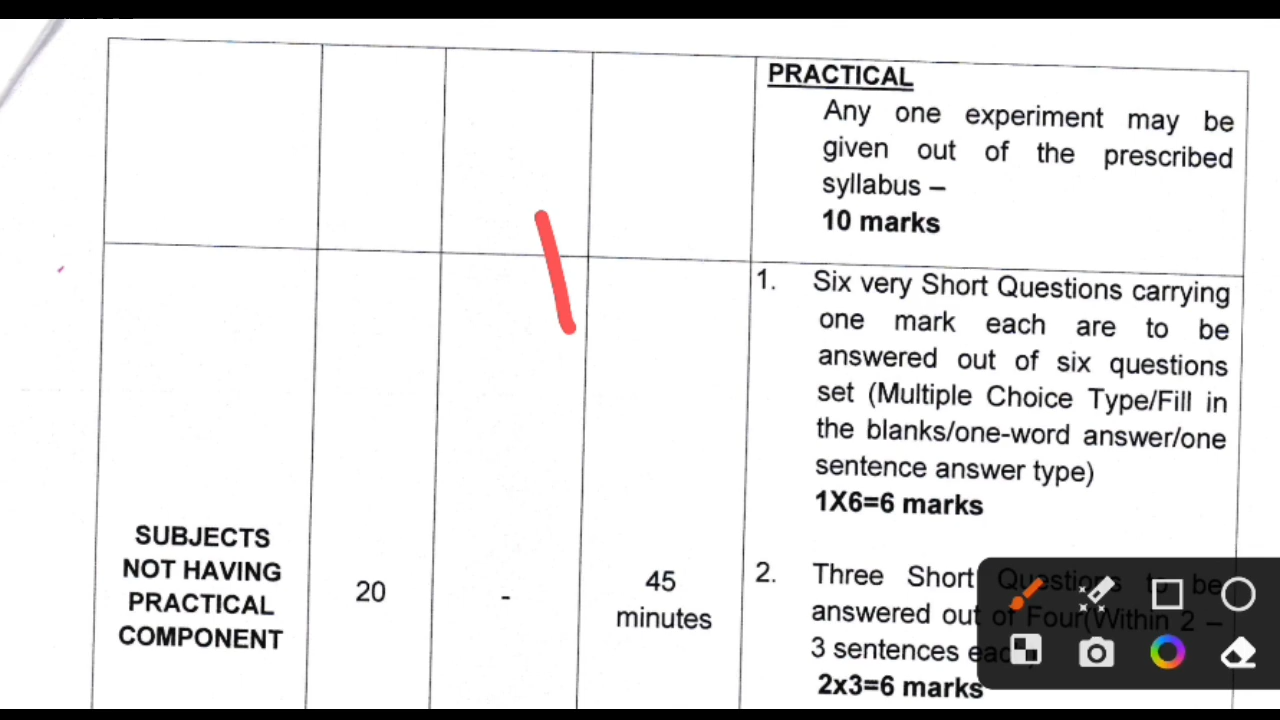 PRACTICAL
Any one experiment may be
given out of the prescribed
syllabus –
10 marks
SUBJECTS
NOT HAVING
PRACTICAL
COMPONENT
20
-
45
minutes
1. Six very Short Questions carrying
one mark each are to be
answered out of six questions
set (Multiple Choice Type/Fill in
the blanks/one-word answer/one
sentence answer type)
1X6=6 marks
2. Three Short Questions to be
answered out of Four(Within 2 –
3 sentences
2x3=6 marks